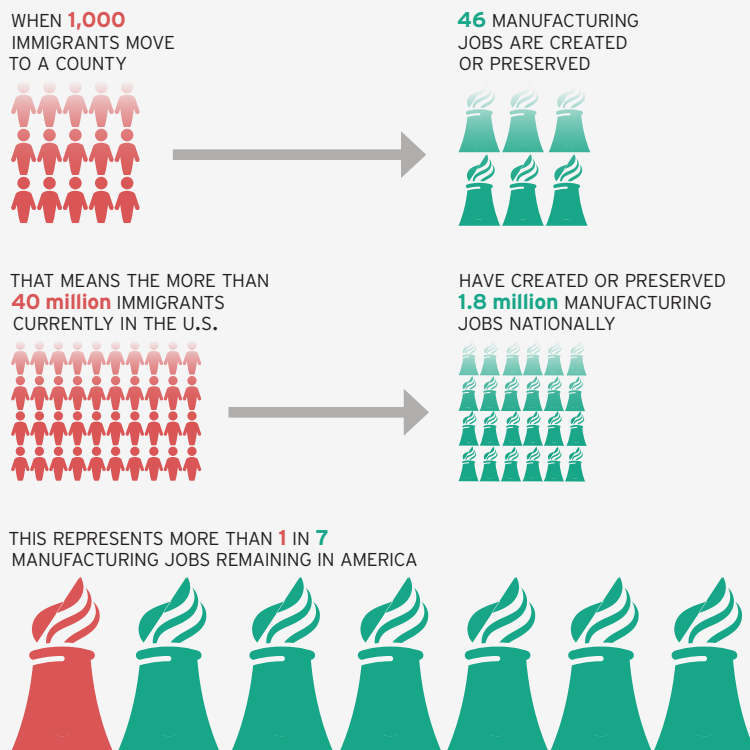 WHEN 1,000
IMMIGRANTS MOVE
TO A COUNTY
46 MANUFACTURING
JOBS ARE CREATED
OR PRESERVED
THAT MEANS THE MORE THAN
40 million IMMIGRANTS
CURRENTLY IN THE U.S.
HAVE CREATED OR PRESERVED
1.8 million MANUFACTURING
JOBS NATIONALLY
THIS REPRESENTS MORE THAN 1 IN 7
MANUFACTURING JOBS REMAINING IN AMERICA